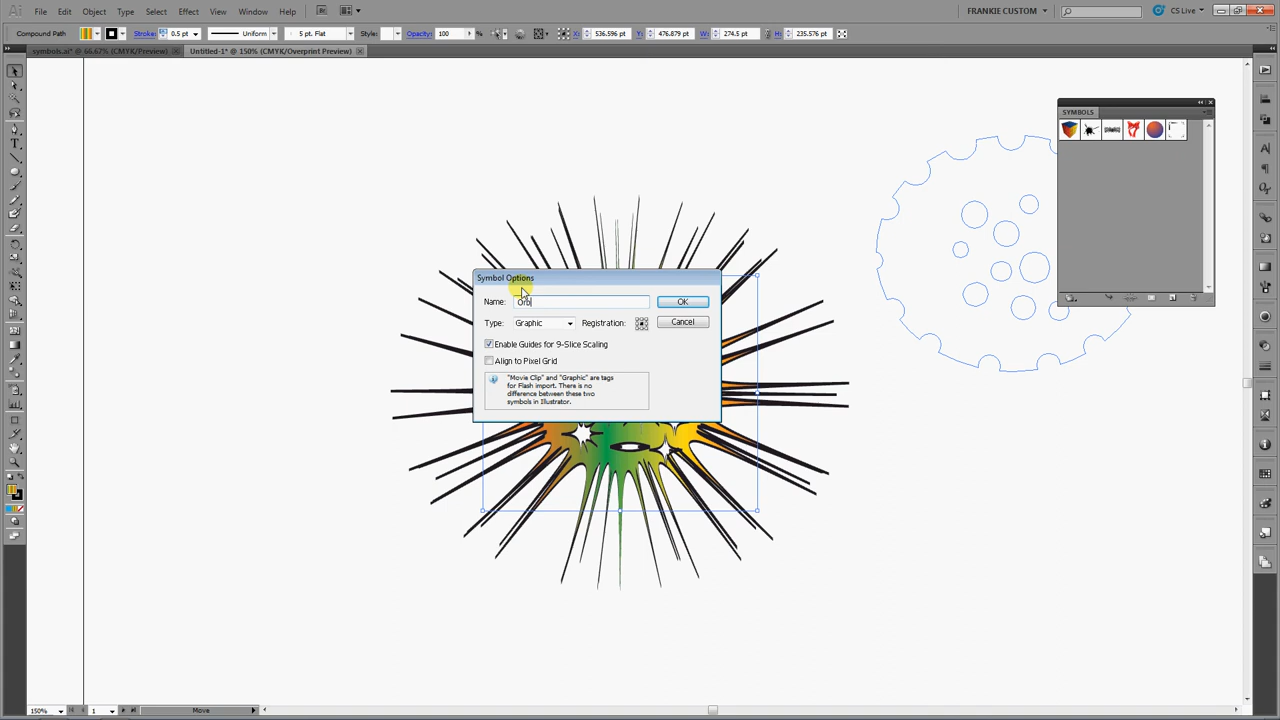 Ai File Edit Object Type Select Effect View Window Help Br FRANKIE CUSTOM CS Live
Compound Path Stroke: 0.5 pt Uniform 5 pt. Flat Style: Opacity: 100 % X: 536.596 pt Y: 476.879 pt W: 274.5 pt H: 235.576 pt
symbols.ai* @ 66.67% (CMYK/Preview) Untitled-1* @ 150% (CMYK/Overprint Preview)
SYMBOLS
Symbol Options
Name: Orb OK
Type: Graphic Registration: Cancel
Enable Guides for 9-Slice Scaling
Align to Pixel Grid
"Movie Clip" and "Graphic" are tags
for Flash import. There is no
difference between these two
symbols in Illustrator.
150% 1 Move